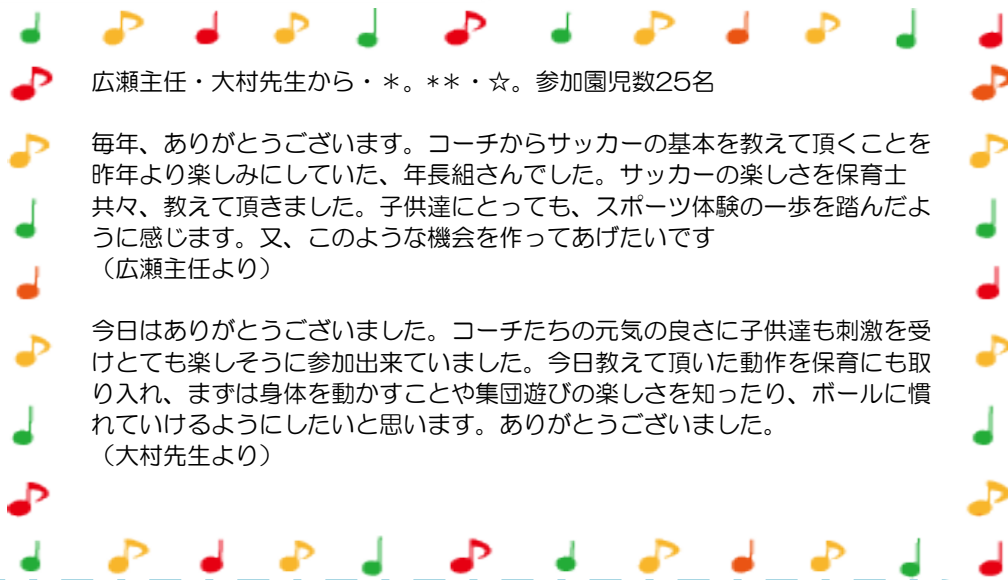 広瀬主任・大村先生から・＊。**・☆。参加園児数25名
毎年、ありがとうございます。コーチからサッカーの基本を教えて頂くことを
昨年より楽しみにしていた、年長組さんでした。サッカーの楽しさを保育士
共々、教えて頂きました。子供達にとっても、スポーツ体験の一歩を踏んだよ
うに感じます。又、このような機会を作ってあげたいです
（広瀬主任より）
今日はありがとうございました。コーチたちの元気の良さに子供達も刺激を受
けとても楽しそうに参加出来ていました。今日教えて頂いた動作を保育にも取
り入れ、まずは身体を動かすことや集団遊びの楽しさを知ったり、ボールに慣
れていけるようにしたいと思います。ありがとうございました。
（大村先生より）